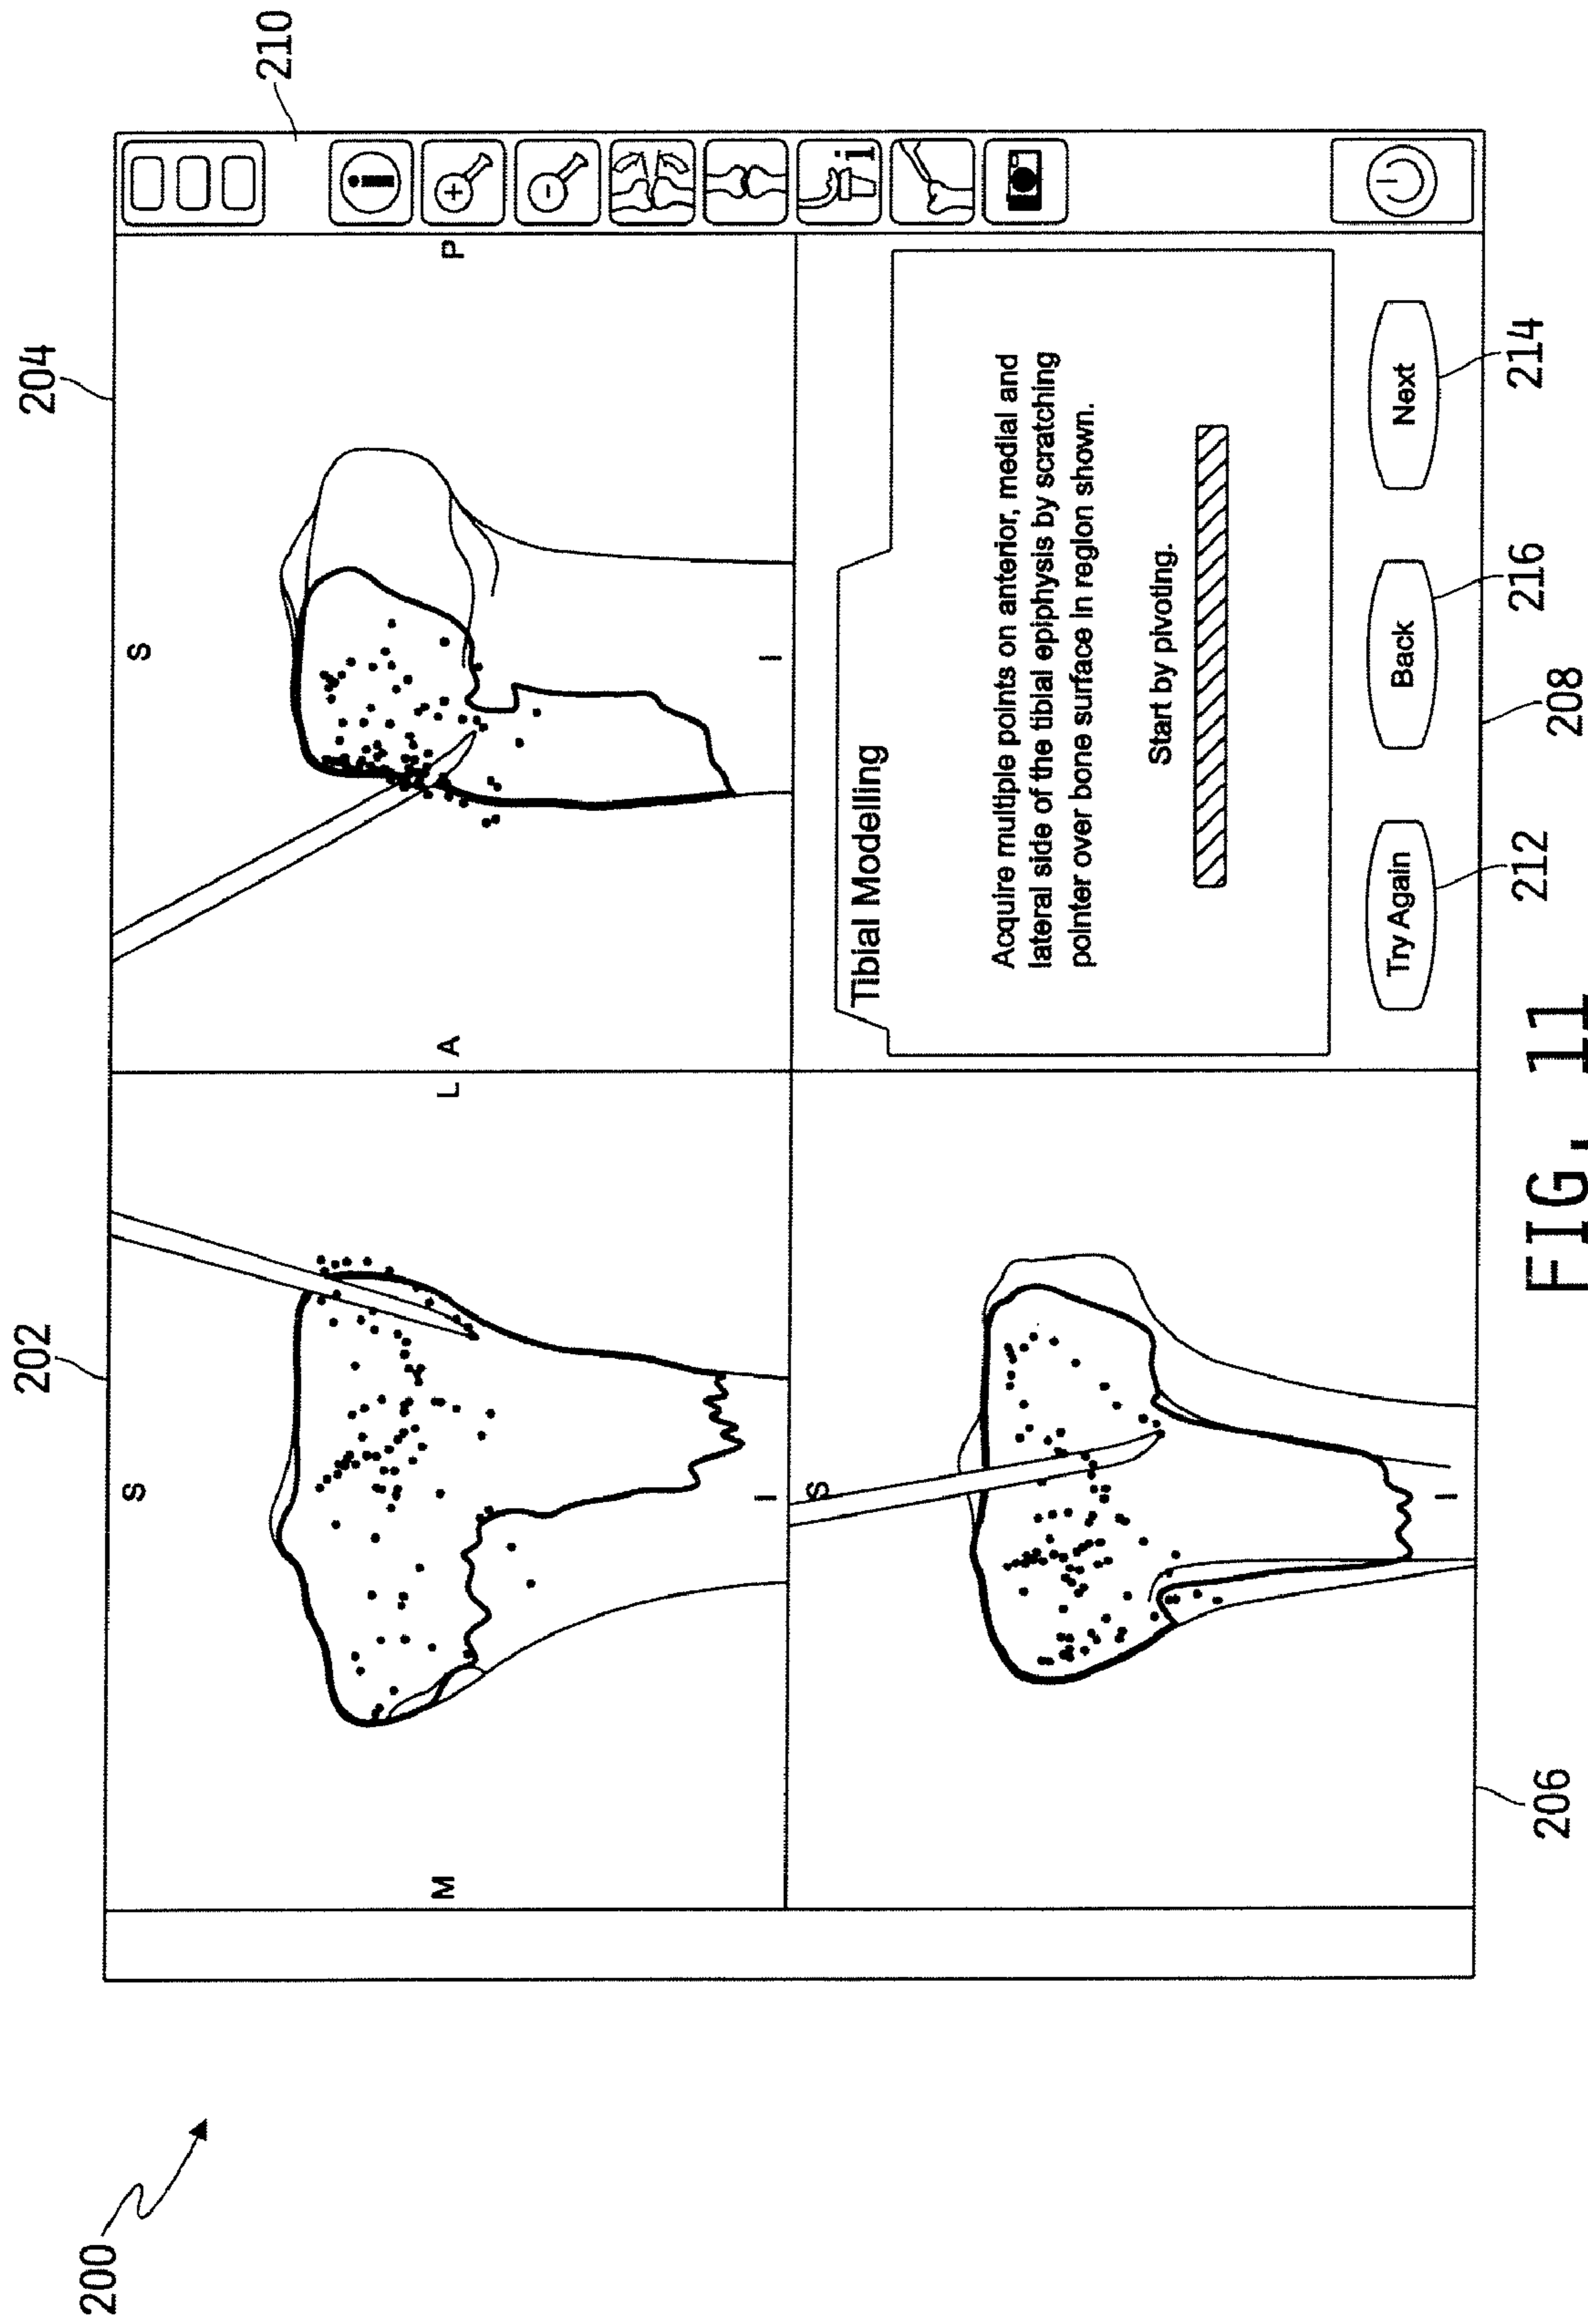 200
202
204
210
S
S
M
L
A
P
I
I
S
I
Tibial Modelling
Acquire multiple points on anterior, medial and
lateral side of the tibial epiphysis by scratching
pointer over bone surface in region shown.
Start by pivoting.
Try Again
Back
Next
i
206
212
208
216
214
FIG. 11